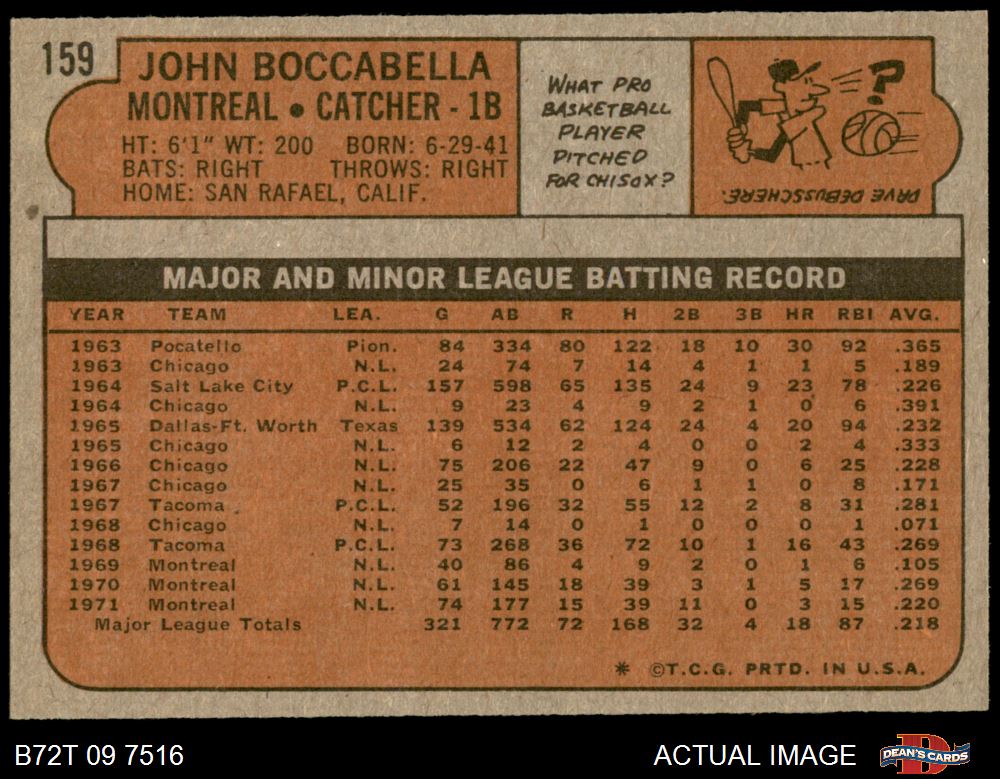 159
JOHN BOCCABELLA
MONTREAL • CATCHER - 1B
HT: 6'1" WT: 200 BORN: 6-29-41
BATS: RIGHT THROWS: RIGHT
HOME: SAN RAFAEL, CALIF.
WHAT PRO
BASKETBALL
PLAYER
PITCHED
FOR CHISOX?
?
DAVE DEBUSSCHERE.
MAJOR AND MINOR LEAGUE BATTING RECORD
YEAR TEAM LEA. G AB R H 2B 3B HR RBI AVG.
1963 Pocatello Pion. 84 334 80 122 18 10 30 92 .365
1963 Chicago N.L. 24 74 7 14 4 1 1 5 .189
1964 Salt Lake City P.C.L. 157 598 65 135 24 9 23 78 .226
1964 Chicago N.L. 9 23 4 9 2 1 0 6 .391
1965 Dallas-Ft. Worth Texas 139 534 62 124 24 4 20 94 .232
1965 Chicago N.L. 6 12 2 4 0 0 2 4 .333
1966 Chicago N.L. 75 206 22 47 9 0 6 25 .228
1967 Chicago N.L. 25 35 0 6 1 1 0 8 .171
1967 Tacoma P.C.L. 52 196 32 55 12 2 8 31 .281
1968 Chicago N.L. 7 14 0 1 0 0 0 1 .071
1968 Tacoma P.C.L. 73 268 36 72 10 1 16 43 .269
1969 Montreal N.L. 40 86 4 9 2 0 1 6 .105
1970 Montreal N.L. 61 145 18 39 3 1 5 17 .269
1971 Montreal N.L. 74 177 15 39 11 0 3 15 .220
Major League Totals 321 772 72 168 32 4 18 87 .218
* ©T.C.G. PRTD. IN U.S.A.
B72T 09 7516 ACTUAL IMAGE
D
DEAN'S CARDS